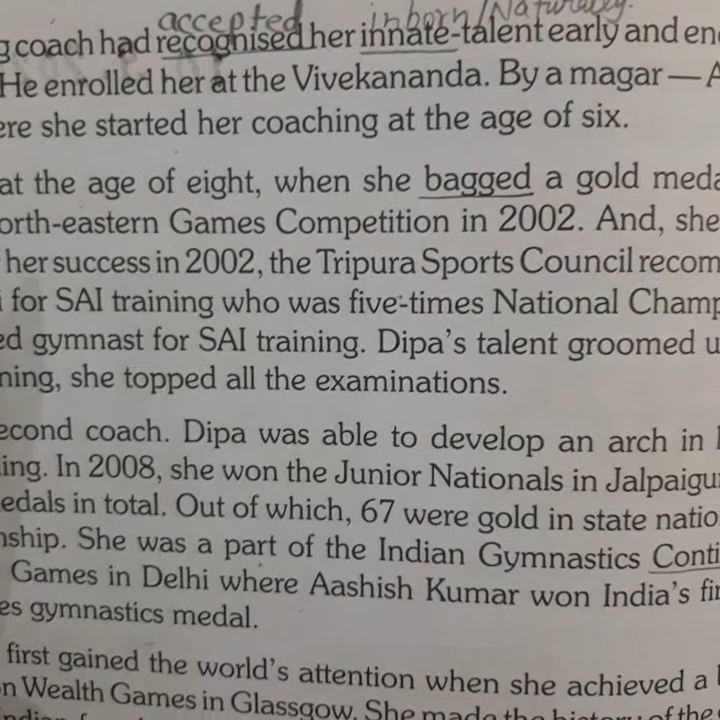 accepted inborn/Naturally.
g coach had recognised her innate-talent early and en
He enrolled her at the Vivekananda. By a magar — A
ere she started her coaching at the age of six.
at the age of eight, when she bagged a gold meda
orth-eastern Games Competition in 2002. And, she
her success in 2002, the Tripura Sports Council recom
for SAI training who was five-times National Champ
ed gymnast for SAI training. Dipa's talent groomed u
ning, she topped all the examinations.
econd coach. Dipa was able to develop an arch in
ing. In 2008, she won the Junior Nationals in Jalpaigu
edals in total. Out of which, 67 were gold in state natio
nship. She was a part of the Indian Gymnastics Conti
Games in Delhi where Aashish Kumar won India's fir
es gymnastics medal.
first gained the world's attention when she achieved a
n Wealth Games in Glassgow. She made the history of the